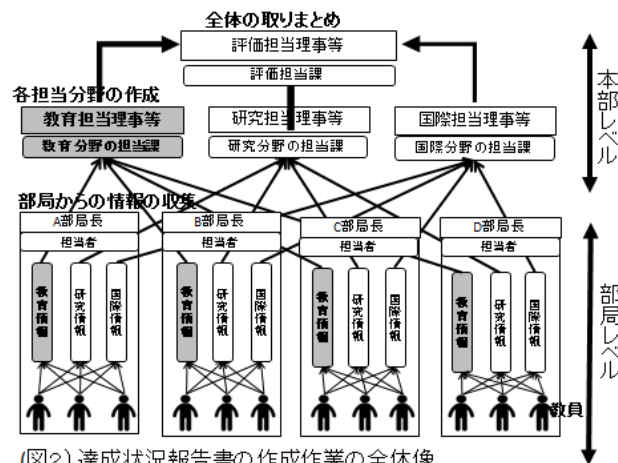 全体の取りまとめ
評価担当理事等
評価担当課
各担当分野の作成
教育担当理事等
教育分野の担当課
研究担当理事等
研究分野の担当課
国際担当理事等
国際分野の担当課
本部レベル
部局からの情報の収集
A部局長
担当者
教育情報
研究情報
国際情報
B部局長
担当者
教育情報
研究情報
国際情報
C部局長
担当者
教育情報
研究情報
国際情報
D部局長
担当者
教育情報
研究情報
国際情報
部局レベル
教員
(図2) 達成状況報告書の作成作業の全体像